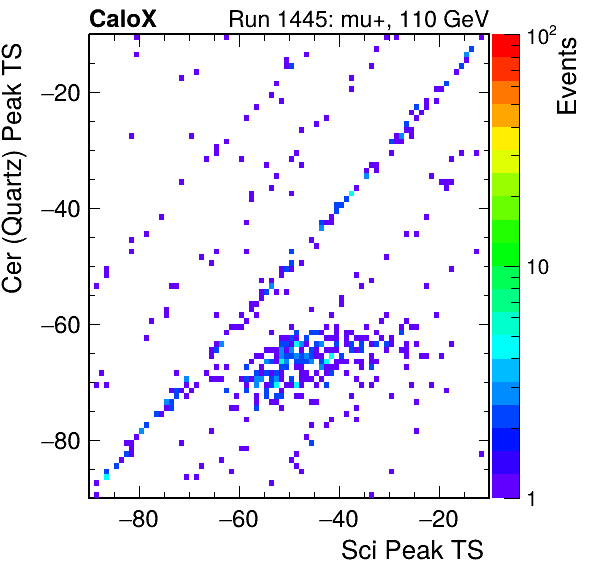 CaloX
Run 1445: mu+, 110 GeV
Cer (Quartz) Peak TS
−20
−40
−60
−80
−80
−60
−40
−20
Sci Peak TS
10²
10
1
Events